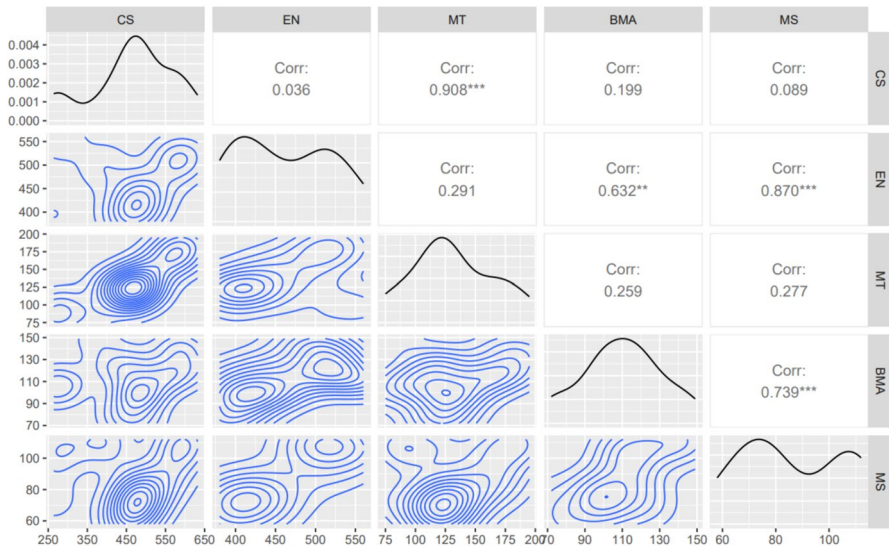 CS EN MT BMA MS
0.004
0.003
0.002
0.001
0.000
Corr:
0.036
Corr:
0.908***
Corr:
0.199
Corr:
0.089
CS
550
500
450
400
Corr:
0.291
Corr:
0.632**
Corr:
0.870***
EN
200
175
150
125
100
75
Corr:
0.259
Corr:
0.277
MT
150
130
110
90
70
Corr:
0.739***
BMA
100
80
60
MS
250 350 450 550 650 400 450 500 550 75 100 125 150 175 200 70 90 110 130 150 60 80 100